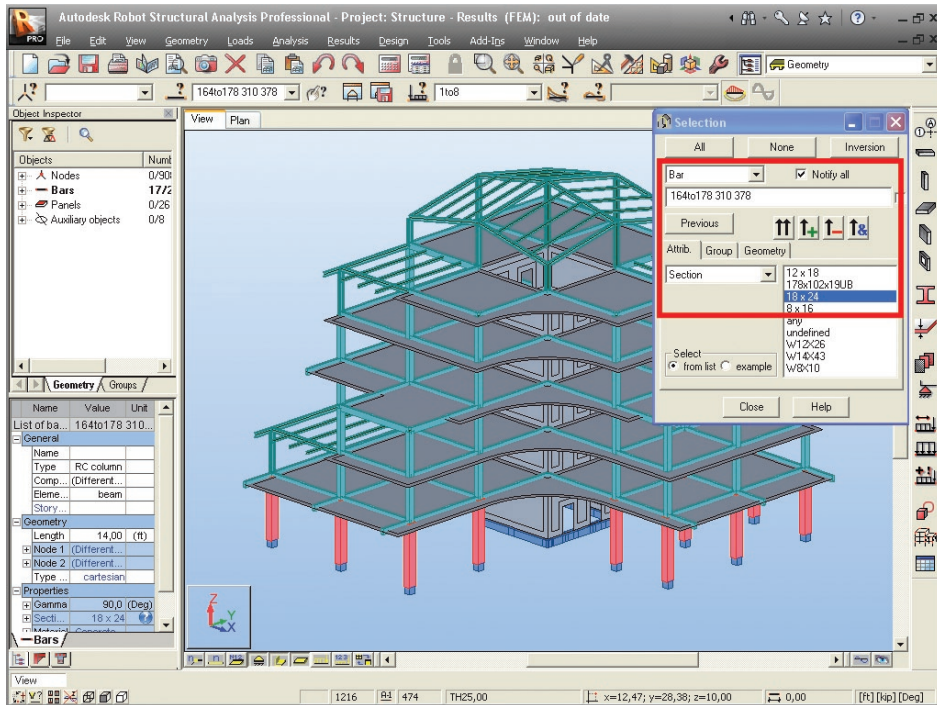 Autodesk Robot Structural Analysis Professional - Project: Structure - Results (FEM): out of date
PRO
File Edit View Geometry Loads Analysis Results Design Tools Add-Ins Window Help
Geometry
164to178 310 378
1to8
Object Inspector
Objects
Nodes 0/90
Bars 17/2
Panels 0/26
Auxiliary objects 0/8
Geometry Groups
Name Value Unit
List of ba... 164to178 310...
General
Name
Type RC column
Comp... (Different...
Eleme... beam
Story...
Geometry
Length 14,00 (ft)
Node 1 (Different...
Node 2 (Different...
Type ... cartesian
Properties
Gamma 90,0 (Deg)
Secti... 18 x 24
Bars
View
View Plan
Z
Y
X
Selection
All None Inversion
Bar Notify all
164to178 310 378
Previous
Attrib. Group Geometry
Section
12 x 18
178x102x19UB
18 x 24
8 x 16
any
undefined
W12X26
W14X43
W8X10
Select
from list example
Close Help
1216 474 TH25,00 x=12,47; y=28,38; z=10,00 0,00 [ft] [kip] [Deg]